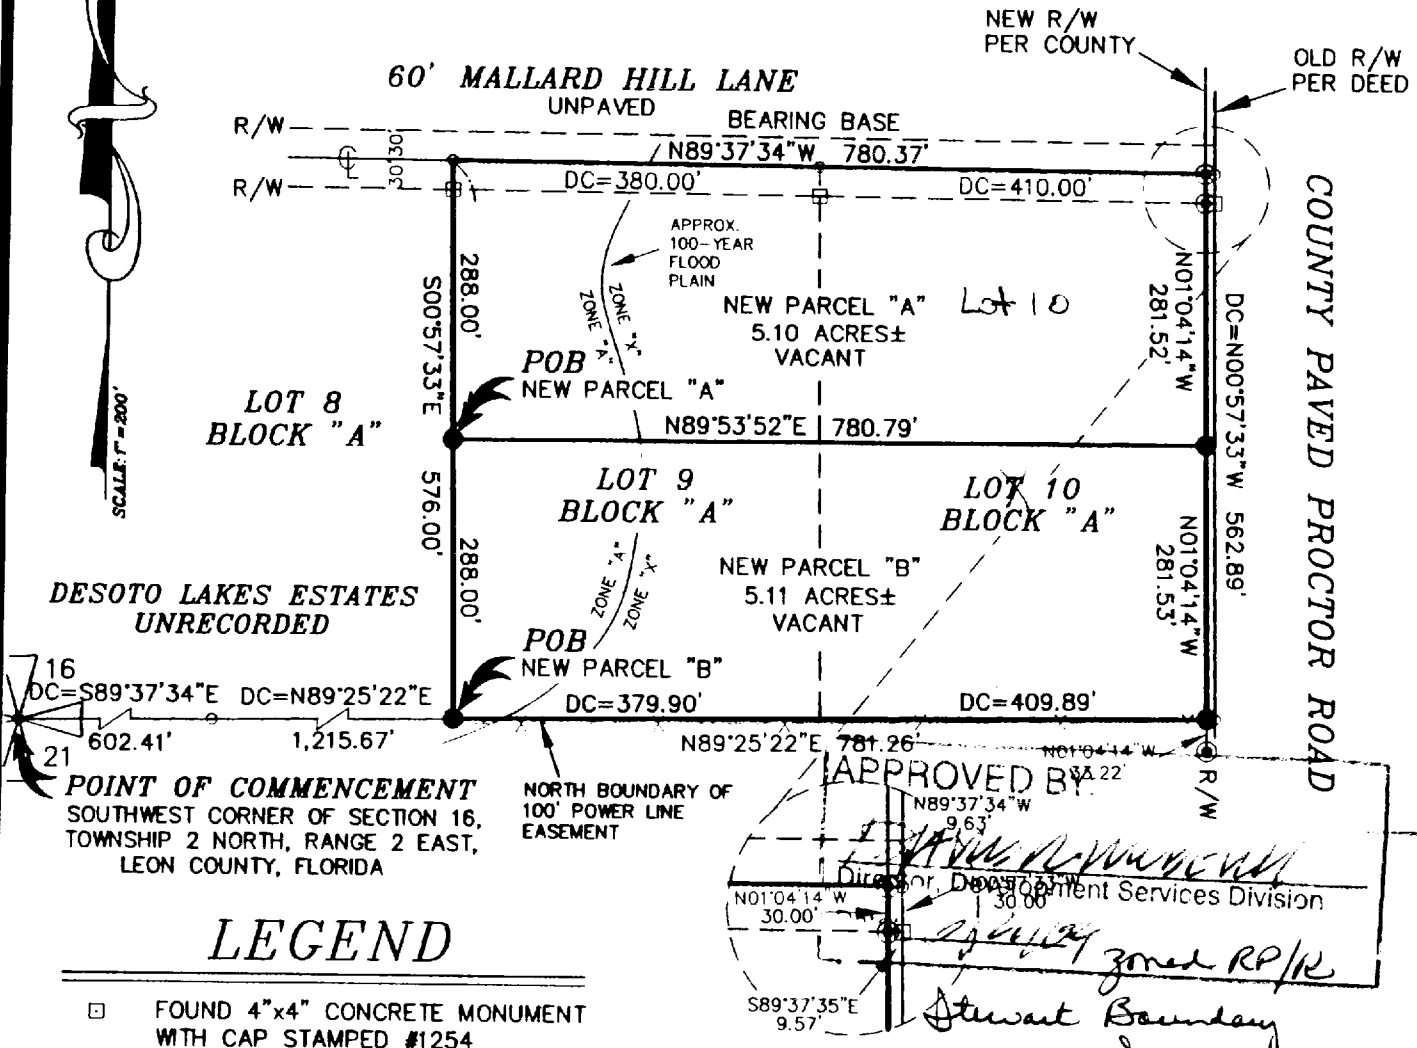 NEW R/W
PER COUNTY
OLD R/W
PER DEED
60' MALLARD HILL LANE
UNPAVED
BEARING BASE
R/W
N89°37'34"W 780.37'
30'
30'
R/W
DC=380.00'
DC=410.00'
APPROX.
100-YEAR
FLOOD
PLAIN
ZONE "A"
ZONE "X"
288.00'
S00°57'33"E
NEW PARCEL "A" Lot 10
5.10 ACRES±
VACANT
N01°04'14"W
281.52'
DC=N00°57'33"W 562.89'
COUNTY PAVED PROCTOR ROAD
POB
NEW PARCEL "A"
LOT 8
BLOCK "A"
SCALE: 1"=200'
N89°53'52"E 780.79'
576.00'
LOT 9
BLOCK "A"
LOT 10
BLOCK "A"
288.00'
ZONE "A"
ZONE "X"
NEW PARCEL "B"
5.11 ACRES±
VACANT
N01°04'14"W
281.53'
DESOTO LAKES ESTATES
UNRECORDED
POB
NEW PARCEL "B"
16
DC=S89°37'34"E DC=N89°25'22"E
DC=379.90'
DC=409.89'
21
602.41'
1,215.67'
N89°25'22"E 781.26'
N01°04'14"W
33.22'
R/W
POINT OF COMMENCEMENT
SOUTHWEST CORNER OF SECTION 16,
TOWNSHIP 2 NORTH, RANGE 2 EAST,
LEON COUNTY, FLORIDA
NORTH BOUNDARY OF
100' POWER LINE
EASEMENT
APPROVED BY:
N89°37'34"W
9.63'
Director, Development Services Division
N00°57'33"W
30.00'
N01°04'14"W
30.00'
zoned RP/R
S89°37'35"E
9.57'
Stewart Boundary
LEGEND
FOUND 4"x4" CONCRETE MONUMENT
WITH CAP STAMPED #1254